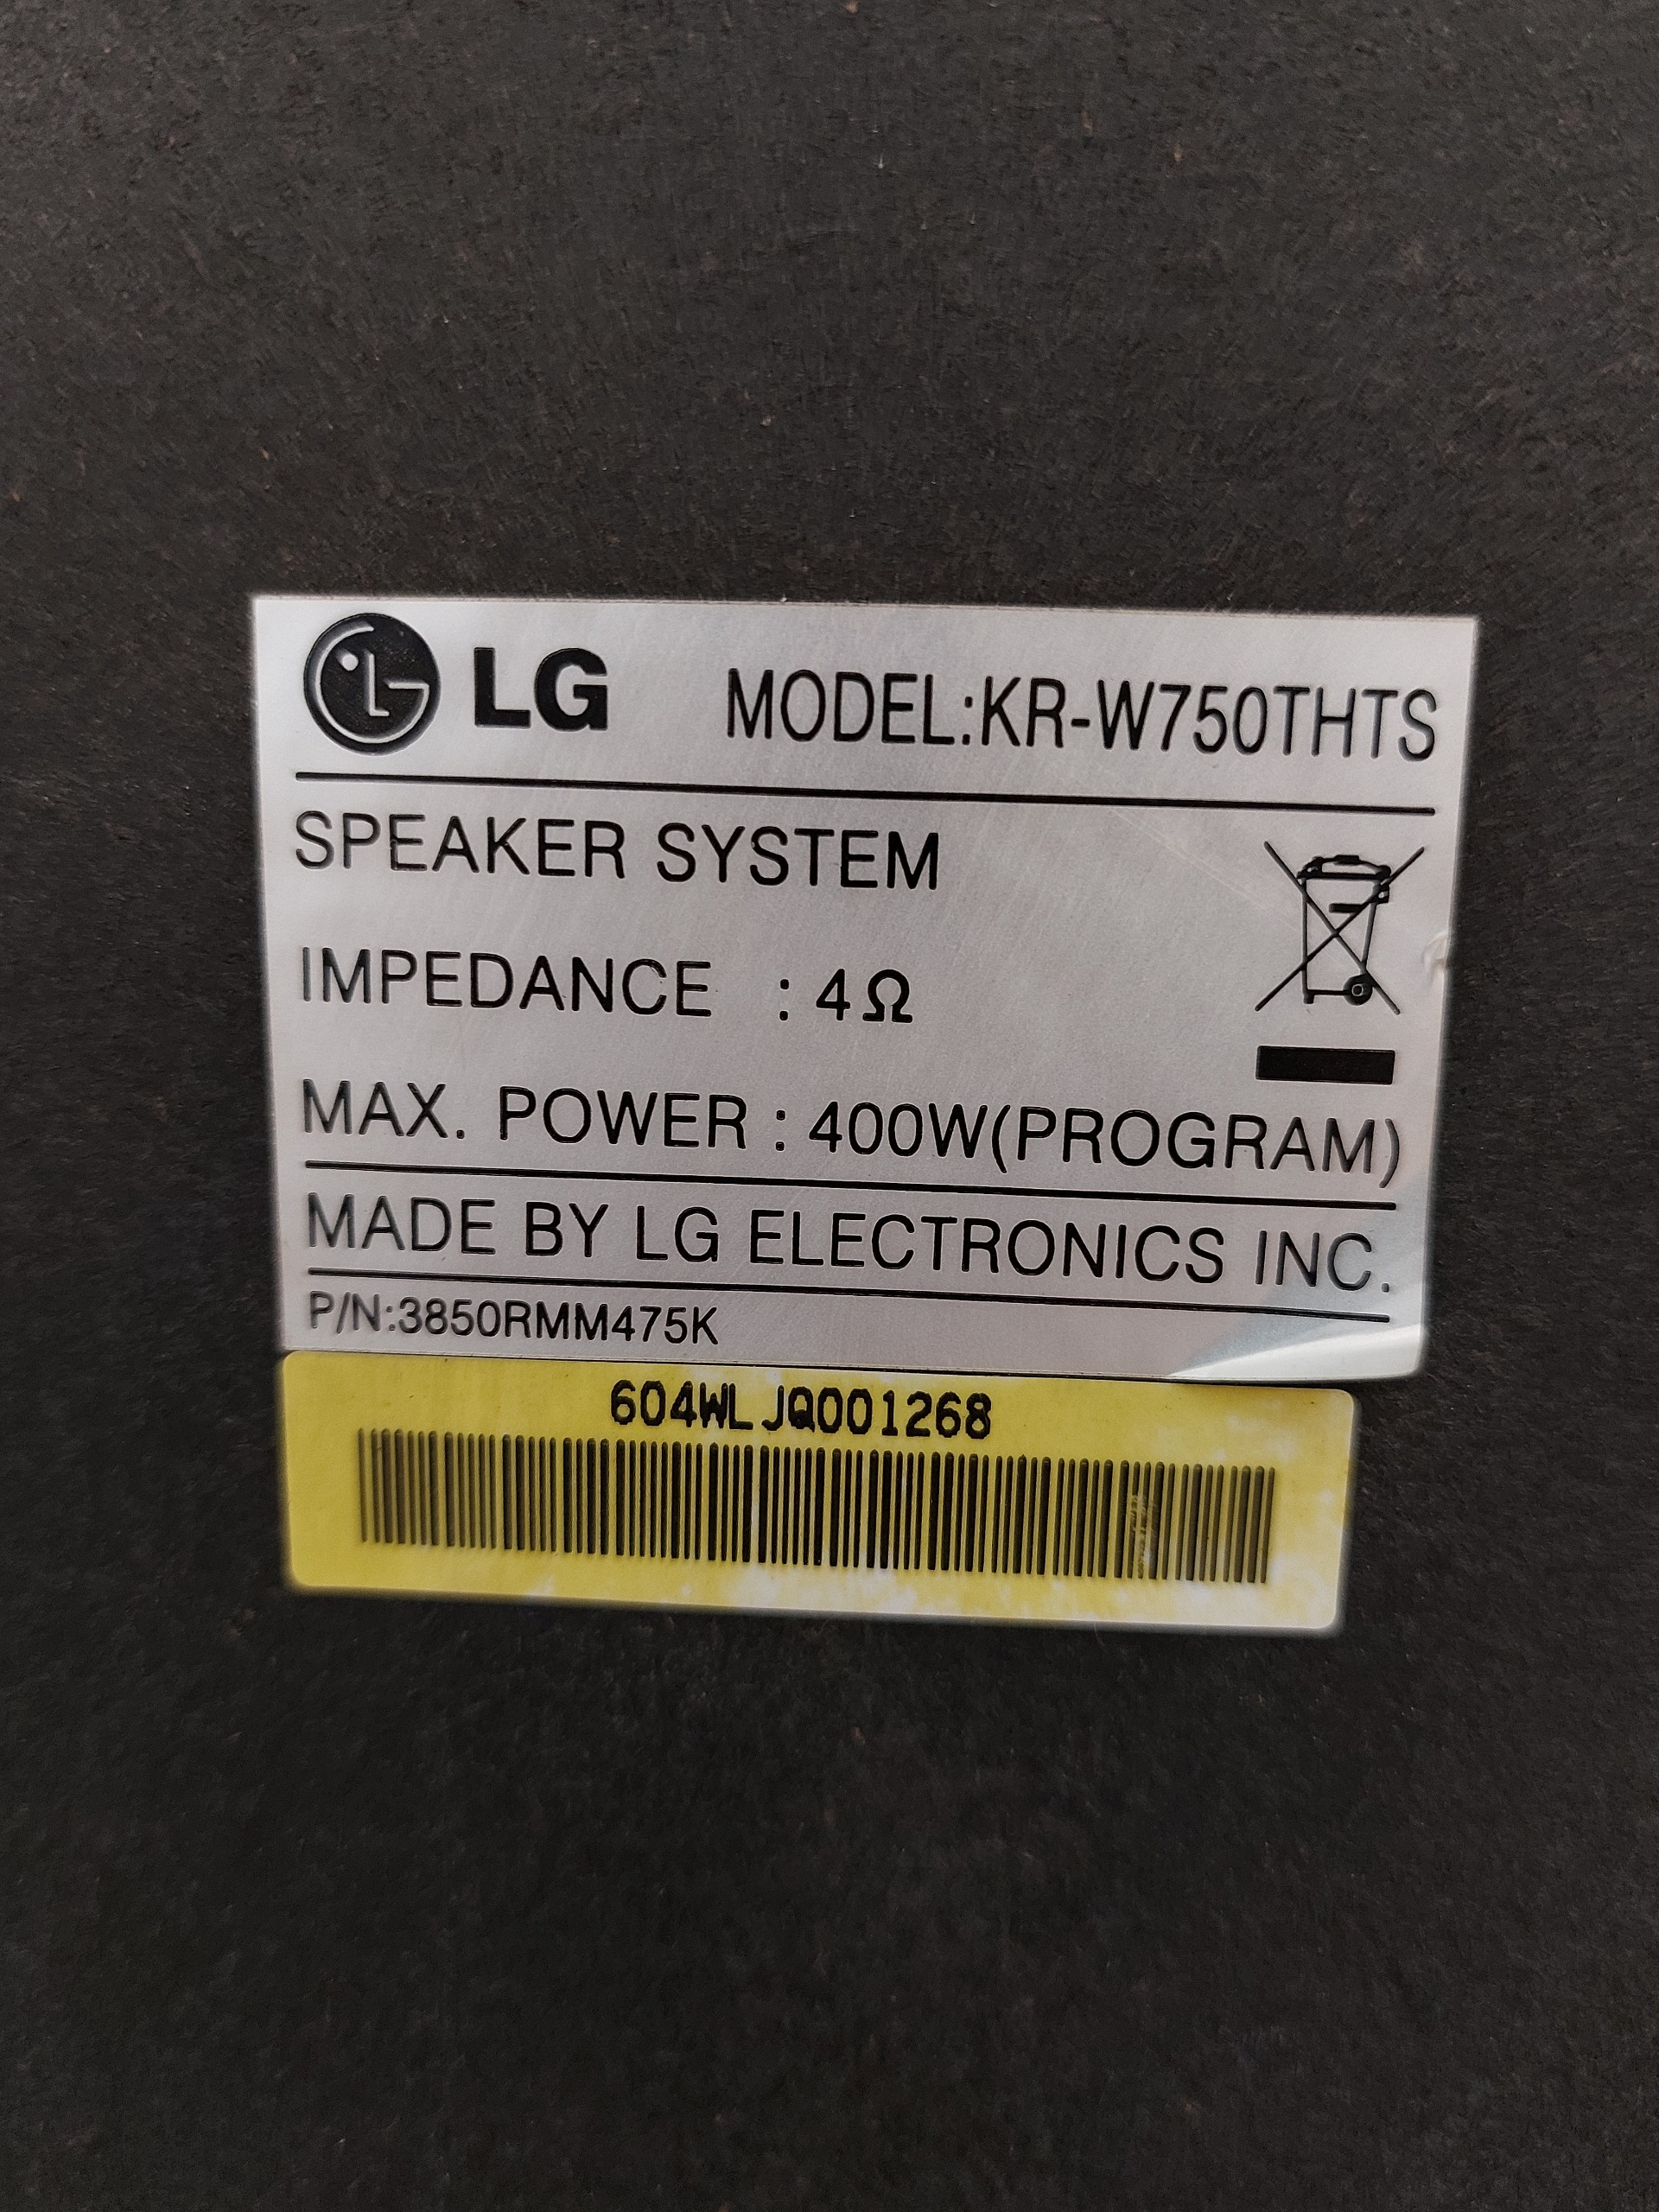 LG MODEL:KR-W750THTS
SPEAKER SYSTEM
IMPEDANCE : 4Ω
MAX. POWER : 400W(PROGRAM)
MADE BY LG ELECTRONICS INC.
P/N:3850RMM475K
604WLJQ001268